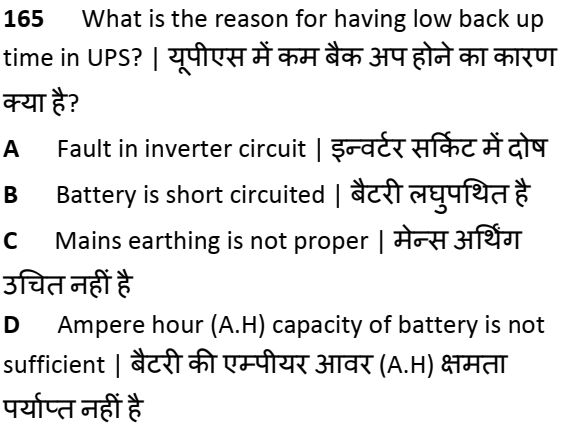 165 What is the reason for having low back up
time in UPS? | यूपीएस में कम बैक अप होने का कारण
क्या है?
A Fault in inverter circuit | इन्वर्टर सर्किट में दोष
B Battery is short circuited | बैटरी लघुपथित है
C Mains earthing is not proper | मेन्स अर्थिंग
उचित नहीं है
D Ampere hour (A.H) capacity of battery is not
sufficient | बैटरी की एम्पीयर आवर (A.H) क्षमता
पर्याप्त नहीं है